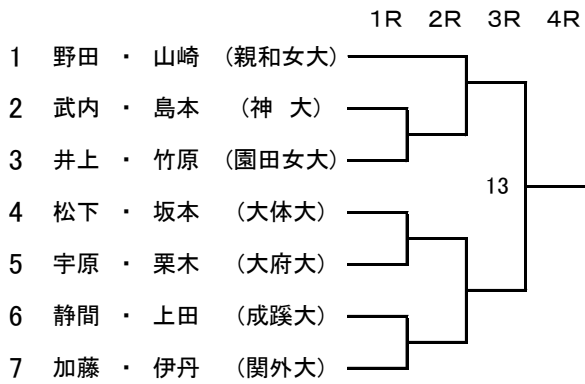 1R 2R 3R 4R
1 野田 ・ 山崎 (親和女大)
2 武内 ・ 島本 (神 大)
3 井上 ・ 竹原 (園田女大)
13
4 松下 ・ 坂本 (大体大)
5 宇原 ・ 栗木 (大府大)
6 静間 ・ 上田 (成蹊大)
7 加藤 ・ 伊丹 (関外大)